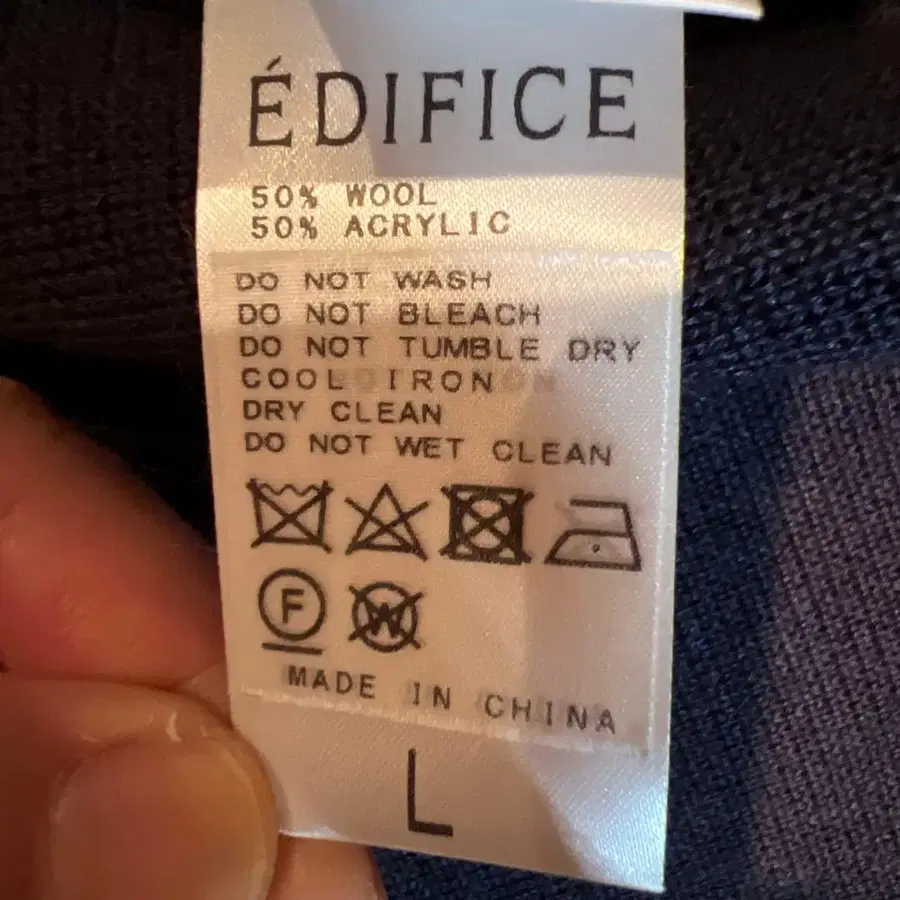 ÉDIFICE
50% WOOL
50% ACRYLIC
DO NOT WASH
DO NOT BLEACH
DO NOT TUMBLE DRY
COOL IRON
DRY CLEAN
DO NOT WET CLEAN
F W
MADE IN CHINA
L